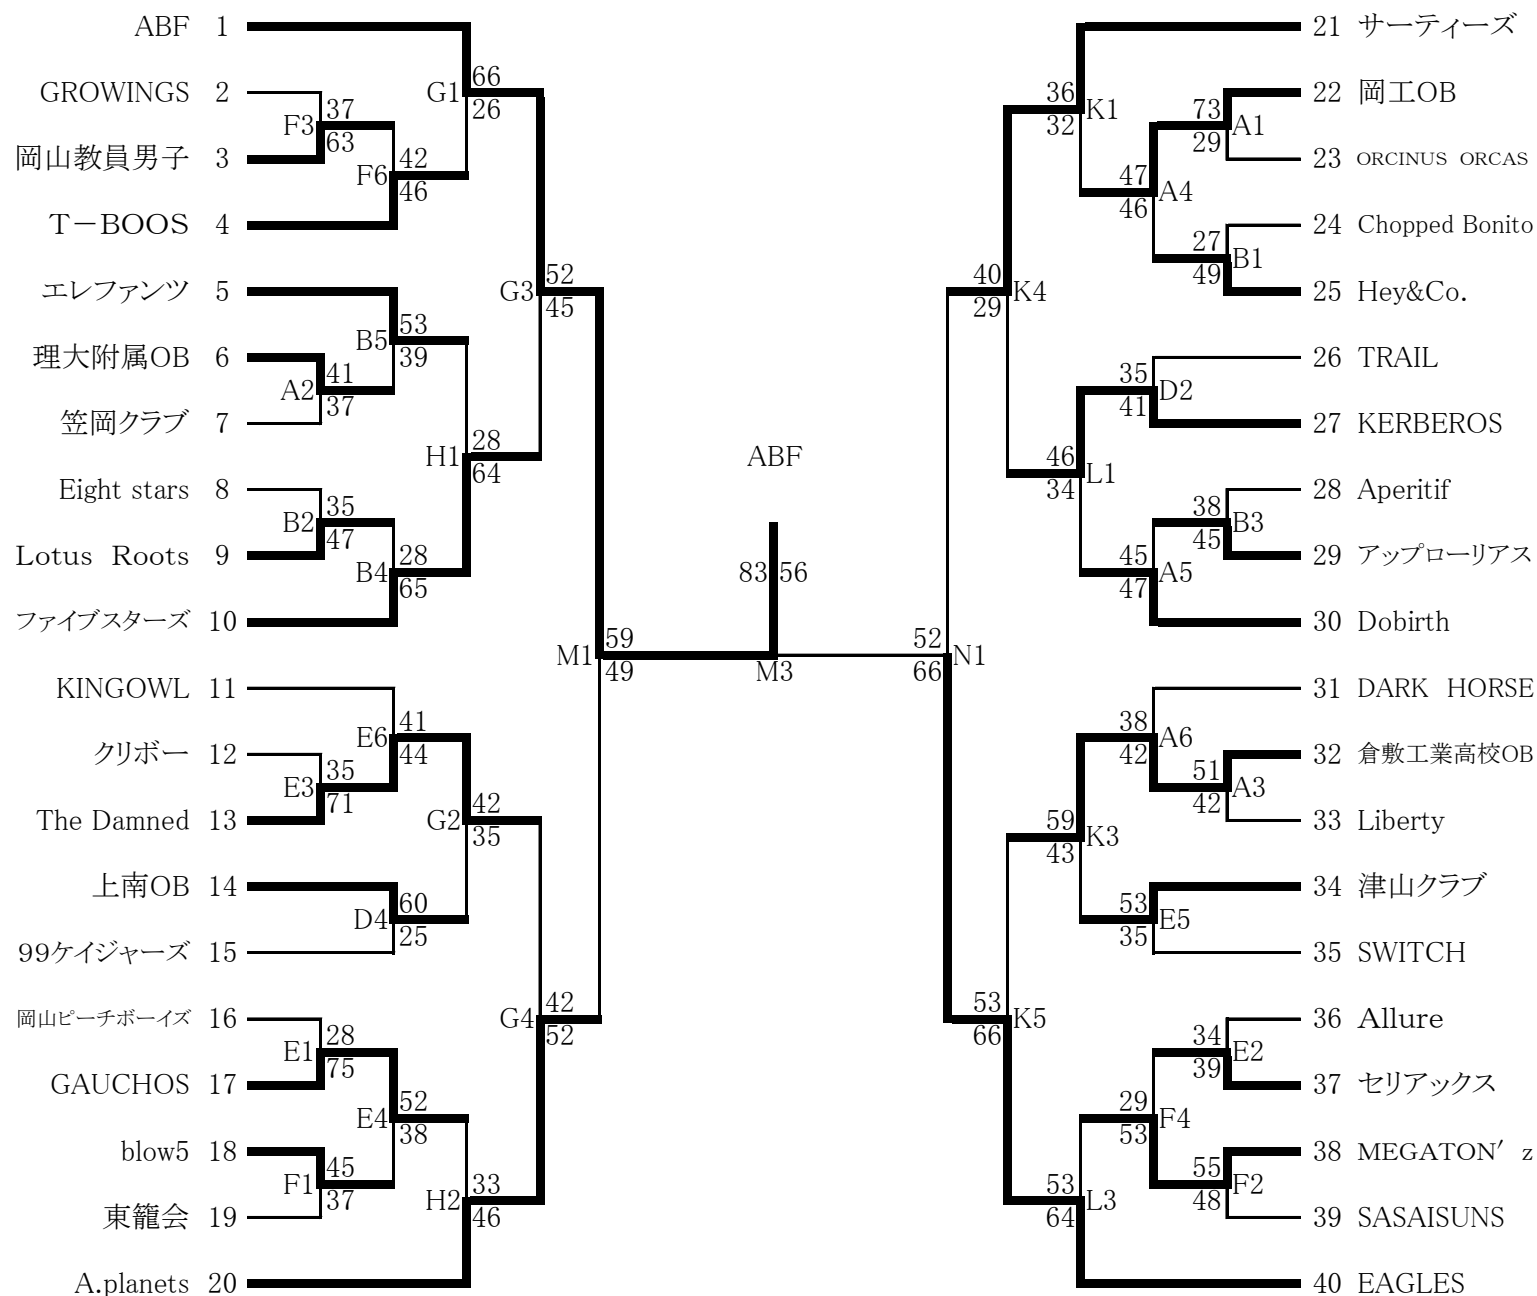 ABF 1
GROWINGS 2
岡山教員男子 3
T－BOOS 4
エレファンツ 5
理大附属OB 6
笠岡クラブ 7
Eight stars 8
Lotus Roots 9
ファイブスターズ 10
KINGOWL 11
クリボー 12
The Damned 13
上南OB 14
99ケイジャーズ 15
岡山ピーチボーイズ 16
GAUCHOS 17
blow5 18
東籠会 19
A.planets 20
F3 37 63
A2 41 37
B2 35 47
E3 35 71
E1 28 75
F1 45 37
F6 42 46
B5 53 39
B4 28 65
E6 41 44
D4 60 25
E4 52 38
G1 66 26
H1 28 64
G2 42 35
H2 33 46
G3 52 45
G4 42 52
M1 59 49
ABF
83 56
M3
52 66 N1
40 29 K4
53 66 K5
36 32 K1
46 34 L1
59 43 K3
53 64 L3
47 46 A4
35 41 D2
45 47 A5
38 42 A6
53 35 E5
29 53 F4
73 29 A1
27 49 B1
38 45 B3
51 42 A3
34 39 E2
55 48 F2
21 サーティーズ
22 岡工OB
23 ORCINUS ORCAS
24 Chopped Bonito
25 Hey&Co.
26 TRAIL
27 KERBEROS
28 Aperitif
29 アップローリアス
30 Dobirth
31 DARK HORSE
32 倉敷工業高校OB
33 Liberty
34 津山クラブ
35 SWITCH
36 Allure
37 セリアックス
38 MEGATON′z
39 SASAISUNS
40 EAGLES